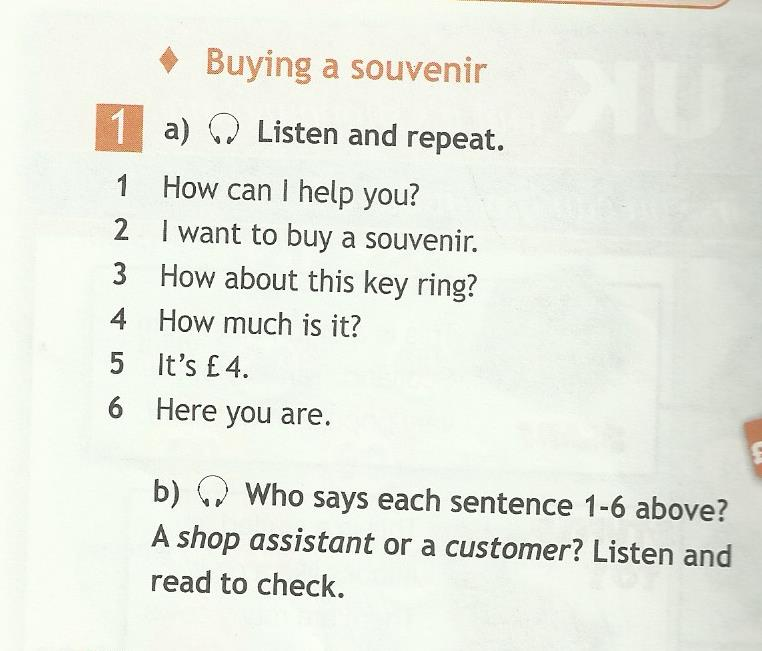 ♦ Buying a souvenir
1 a) Listen and repeat.
1 How can I help you?
2 I want to buy a souvenir.
3 How about this key ring?
4 How much is it?
5 It's £4.
6 Here you are.
b) Who says each sentence 1-6 above?
A shop assistant or a customer? Listen and
read to check.